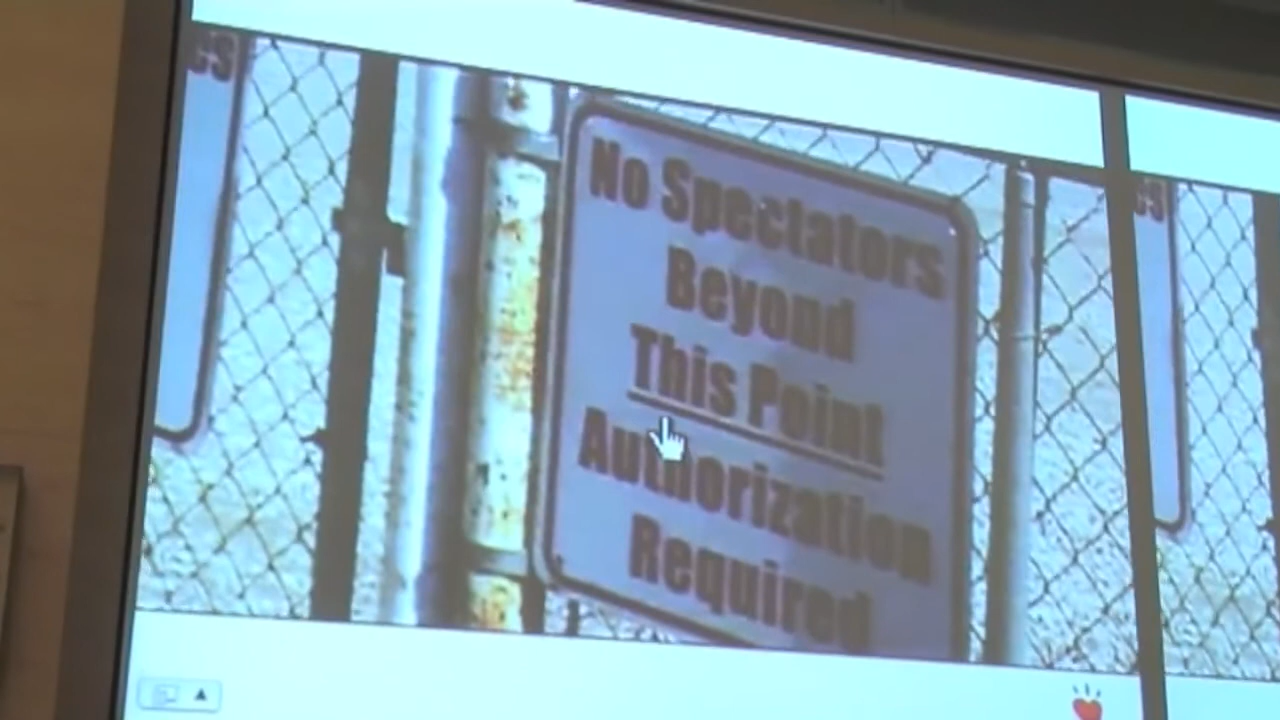 No Spectators
Beyond
This Point
Authorization
Required